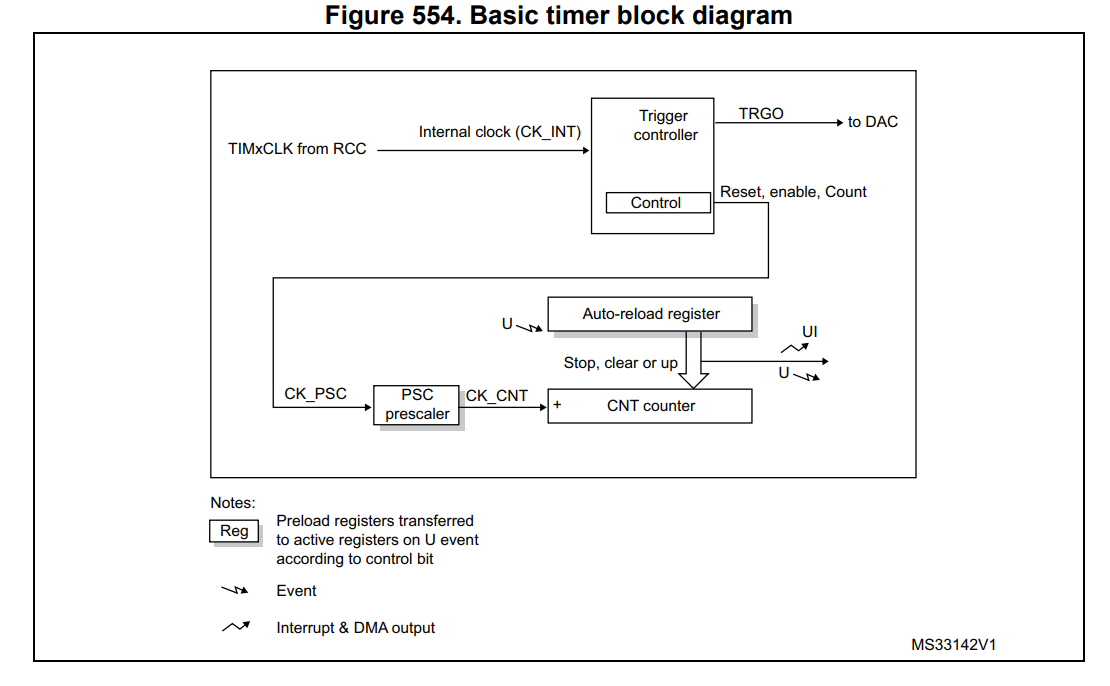 Figure 554. Basic timer block diagram
Trigger
controller
TRGO
to DAC
Internal clock (CK_INT)
TIMxCLK from RCC
Control
Reset, enable, Count
U
Auto-reload register
UI
Stop, clear or up
U
CK_PSC
PSC
prescaler
CK_CNT
+
CNT counter
Notes:
Reg
Preload registers transferred
to active registers on U event
according to control bit
Event
Interrupt & DMA output
MS33142V1